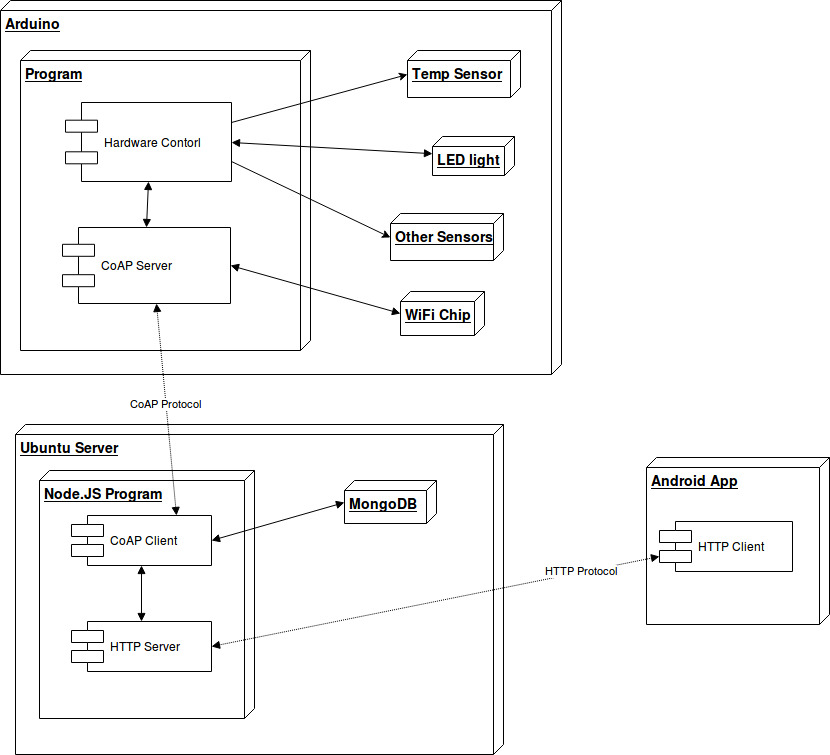 Arduino
Program
Temp Sensor
Hardware Contorl
LED light
Other Sensors
CoAP Server
WiFi Chip
CoAP Protocol
Ubuntu Server
Node.JS Program
MongoDB
CoAP Client
HTTP Server
HTTP Protocol
Android App
HTTP Client